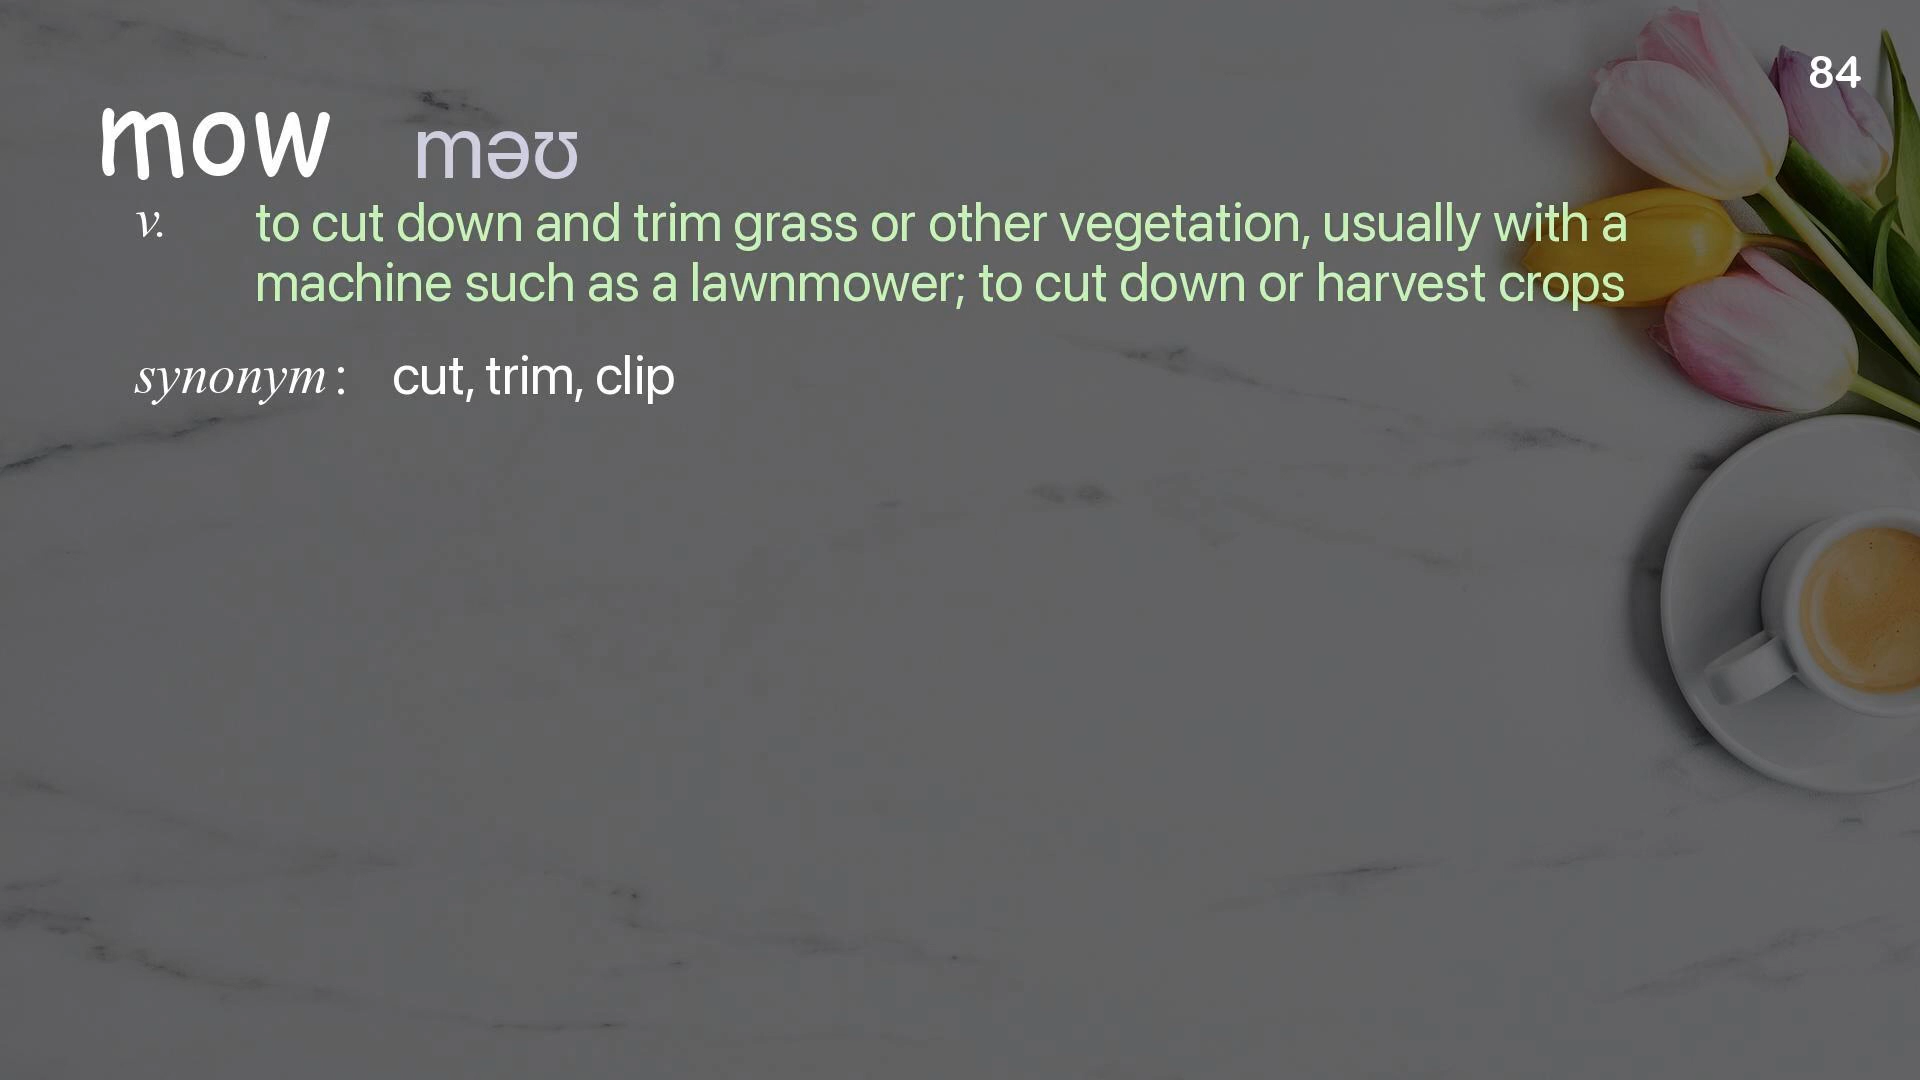 84
mow məʊ
v. to cut down and trim grass or other vegetation, usually with a
machine such as a lawnmower; to cut down or harvest crops
synonym: cut, trim, clip